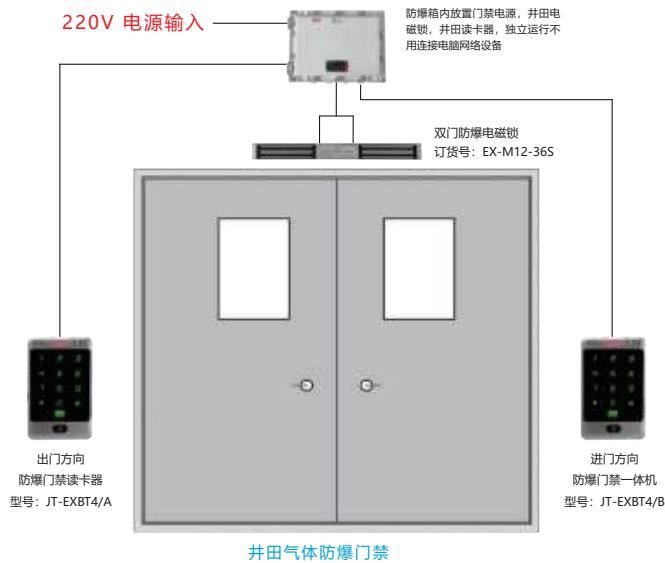 220V 电源输入
防爆箱内放置门禁电源，井田电
磁锁，井田读卡器，独立运行不
用连接电脑网络设备
双门防爆电磁锁
订货号：EX-M12-36S
出门方向
防爆门禁读卡器
型号：JT-EXBT4/A
进门方向
防爆门禁一体机
型号：JT-EXBT4/B
井田气体防爆门禁